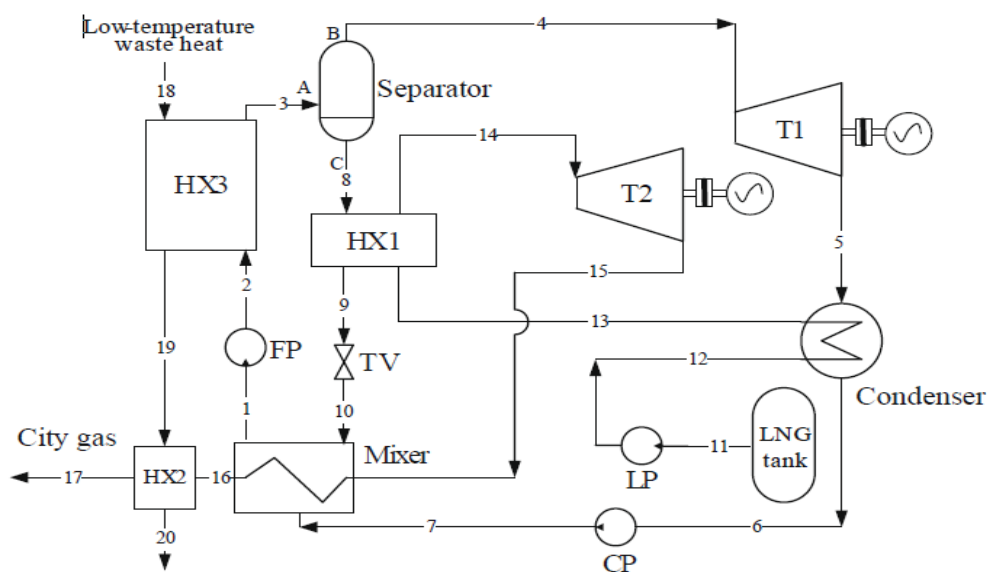 Low-temperature
waste heat
18
3
A
B
4
Separator
HX3
C
8
14
T1
T2
HX1
2
9
15
5
13
19
FP
TV
12
Condenser
1
10
City gas
Mixer
11
LNG
tank
LP
17
HX2
16
7
6
20
CP